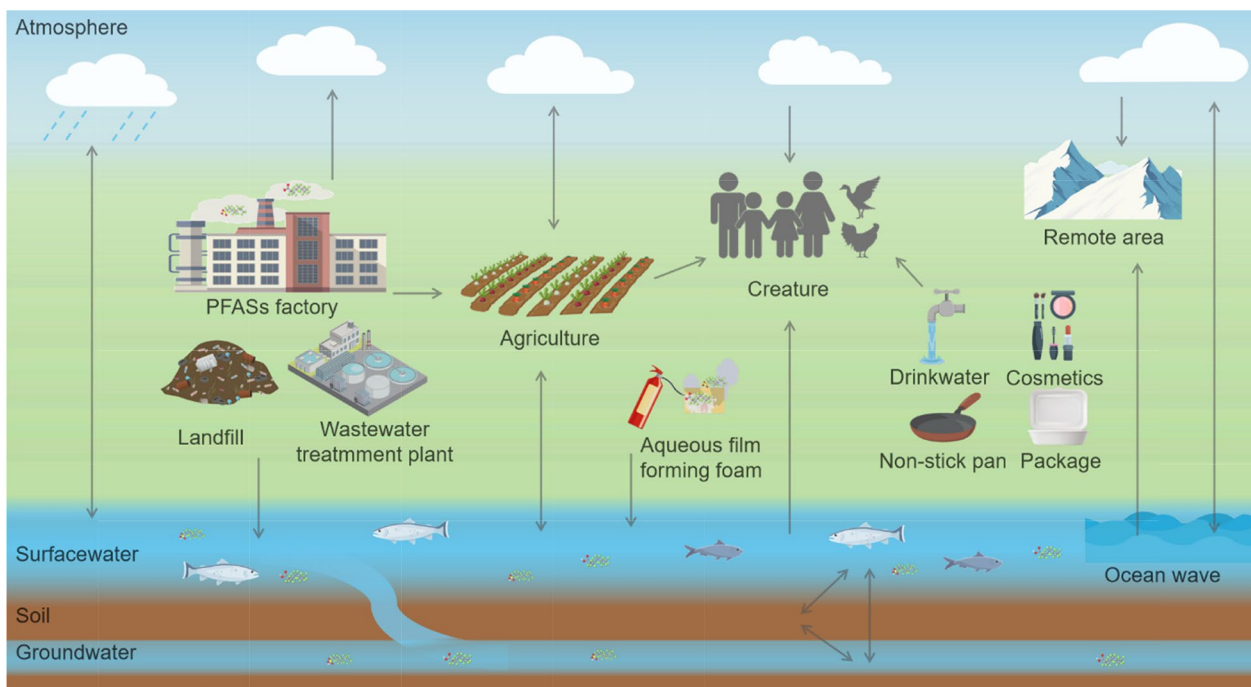 Atmosphere
PFASs factory
Agriculture
Creature
Remote area
Landfill
Wastewater
treatmment plant
Aqueous film
forming foam
Drinkwater
Cosmetics
Non-stick pan
Package
Surfacewater
Ocean wave
Soil
Groundwater